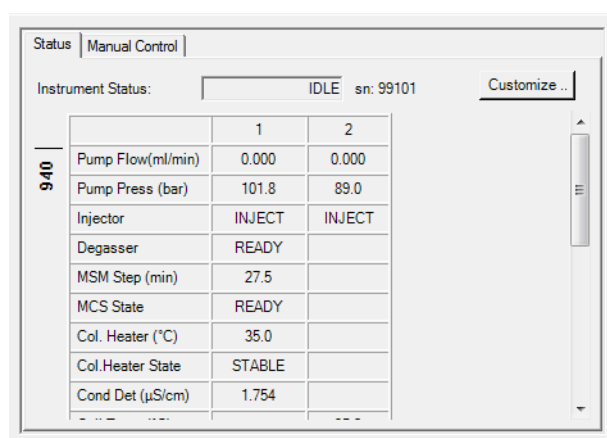 Status Manual Control
Instrument Status: IDLE sn: 99101 Customize ..
940
1 2
Pump Flow(ml/min) 0.000 0.000
Pump Press (bar) 101.8 89.0
Injector INJECT INJECT
Degasser READY
MSM Step (min) 27.5
MCS State READY
Col. Heater (°C) 35.0
Col.Heater State STABLE
Cond Det (µS/cm) 1.754